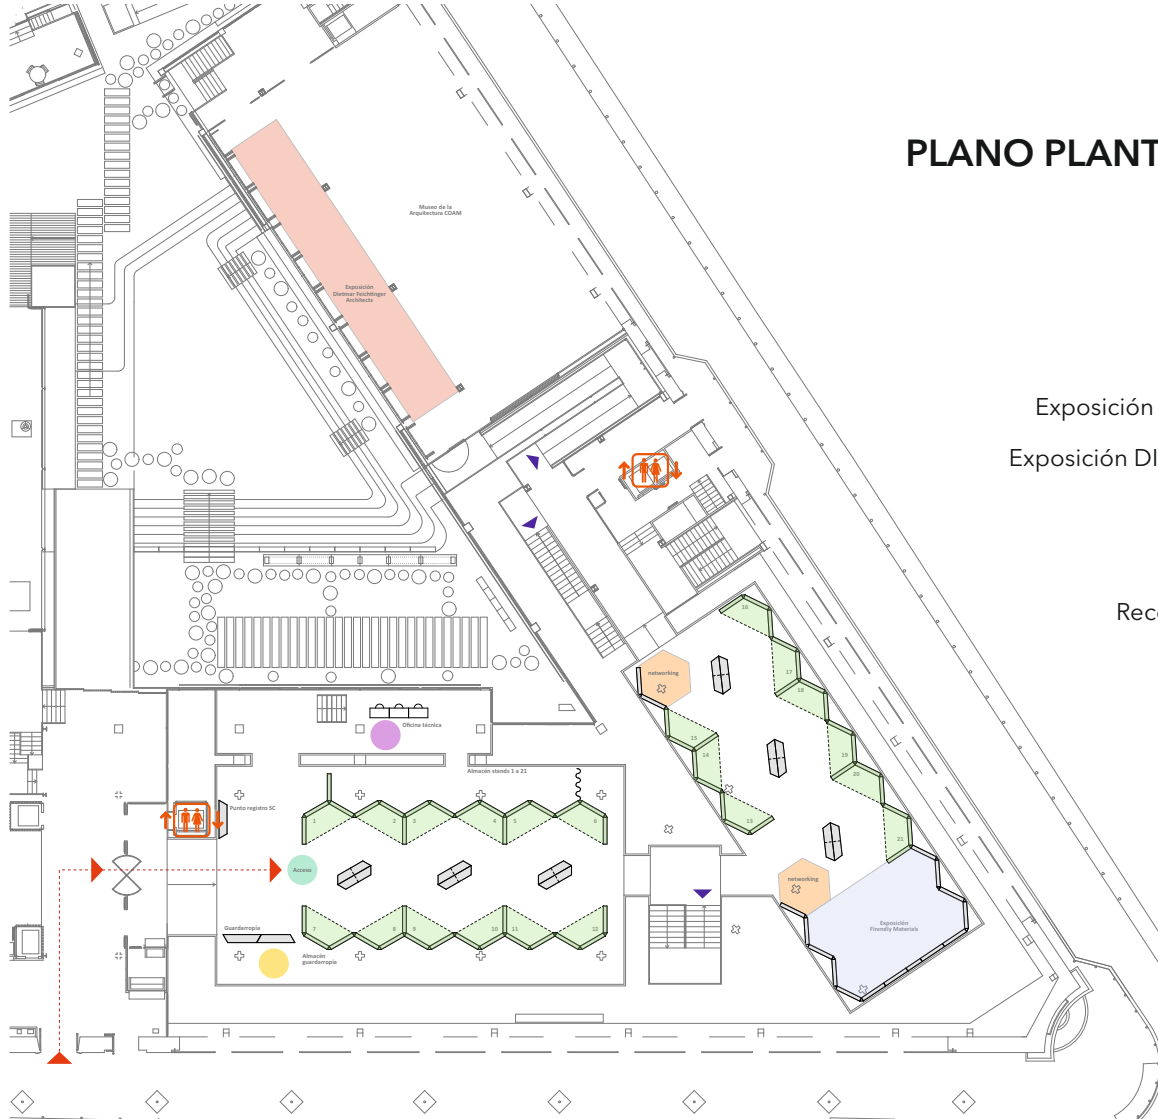 PLANO PLANT
Museo de la
Arquitectura COAM
Exposición
Dietmar Feichtinger
Architects
Exposición
Exposición DI
Rec
networking
Oficina técnica
Almacén stands 1 a 21
Punto registro SC
Acceso
Guardarropía
Almacén
guardarropía
networking
Exposición
Firendly Materials
1
2
3
4
5
6
7
8
9
10
11
12
13
14
15
16
17
18
19
20
21